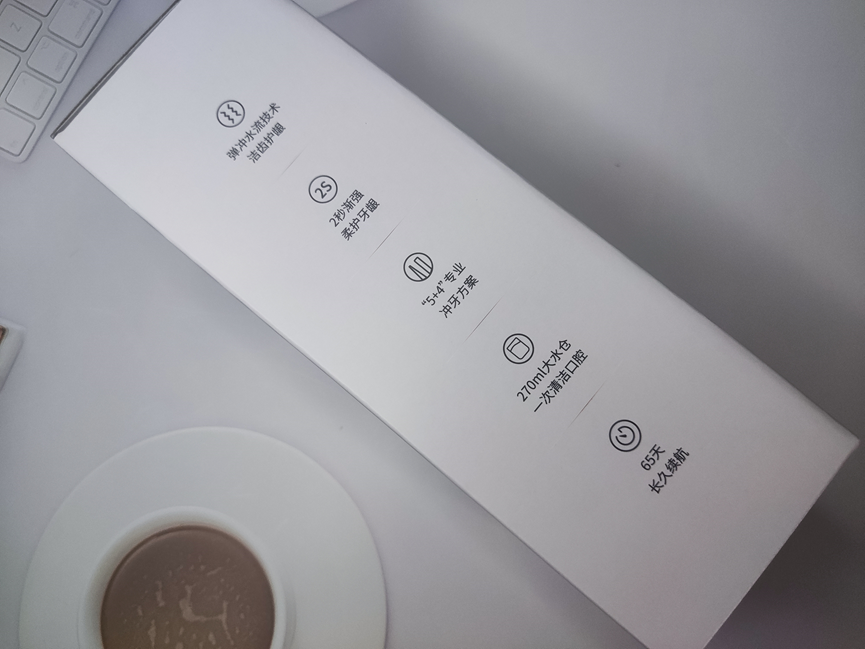 弹冲水流技术
洁齿护龈
2S
2秒渐强
柔护牙龈
“5+4”专业
冲牙方案
270ml大水仓
一次清洁口腔
65天
长久续航